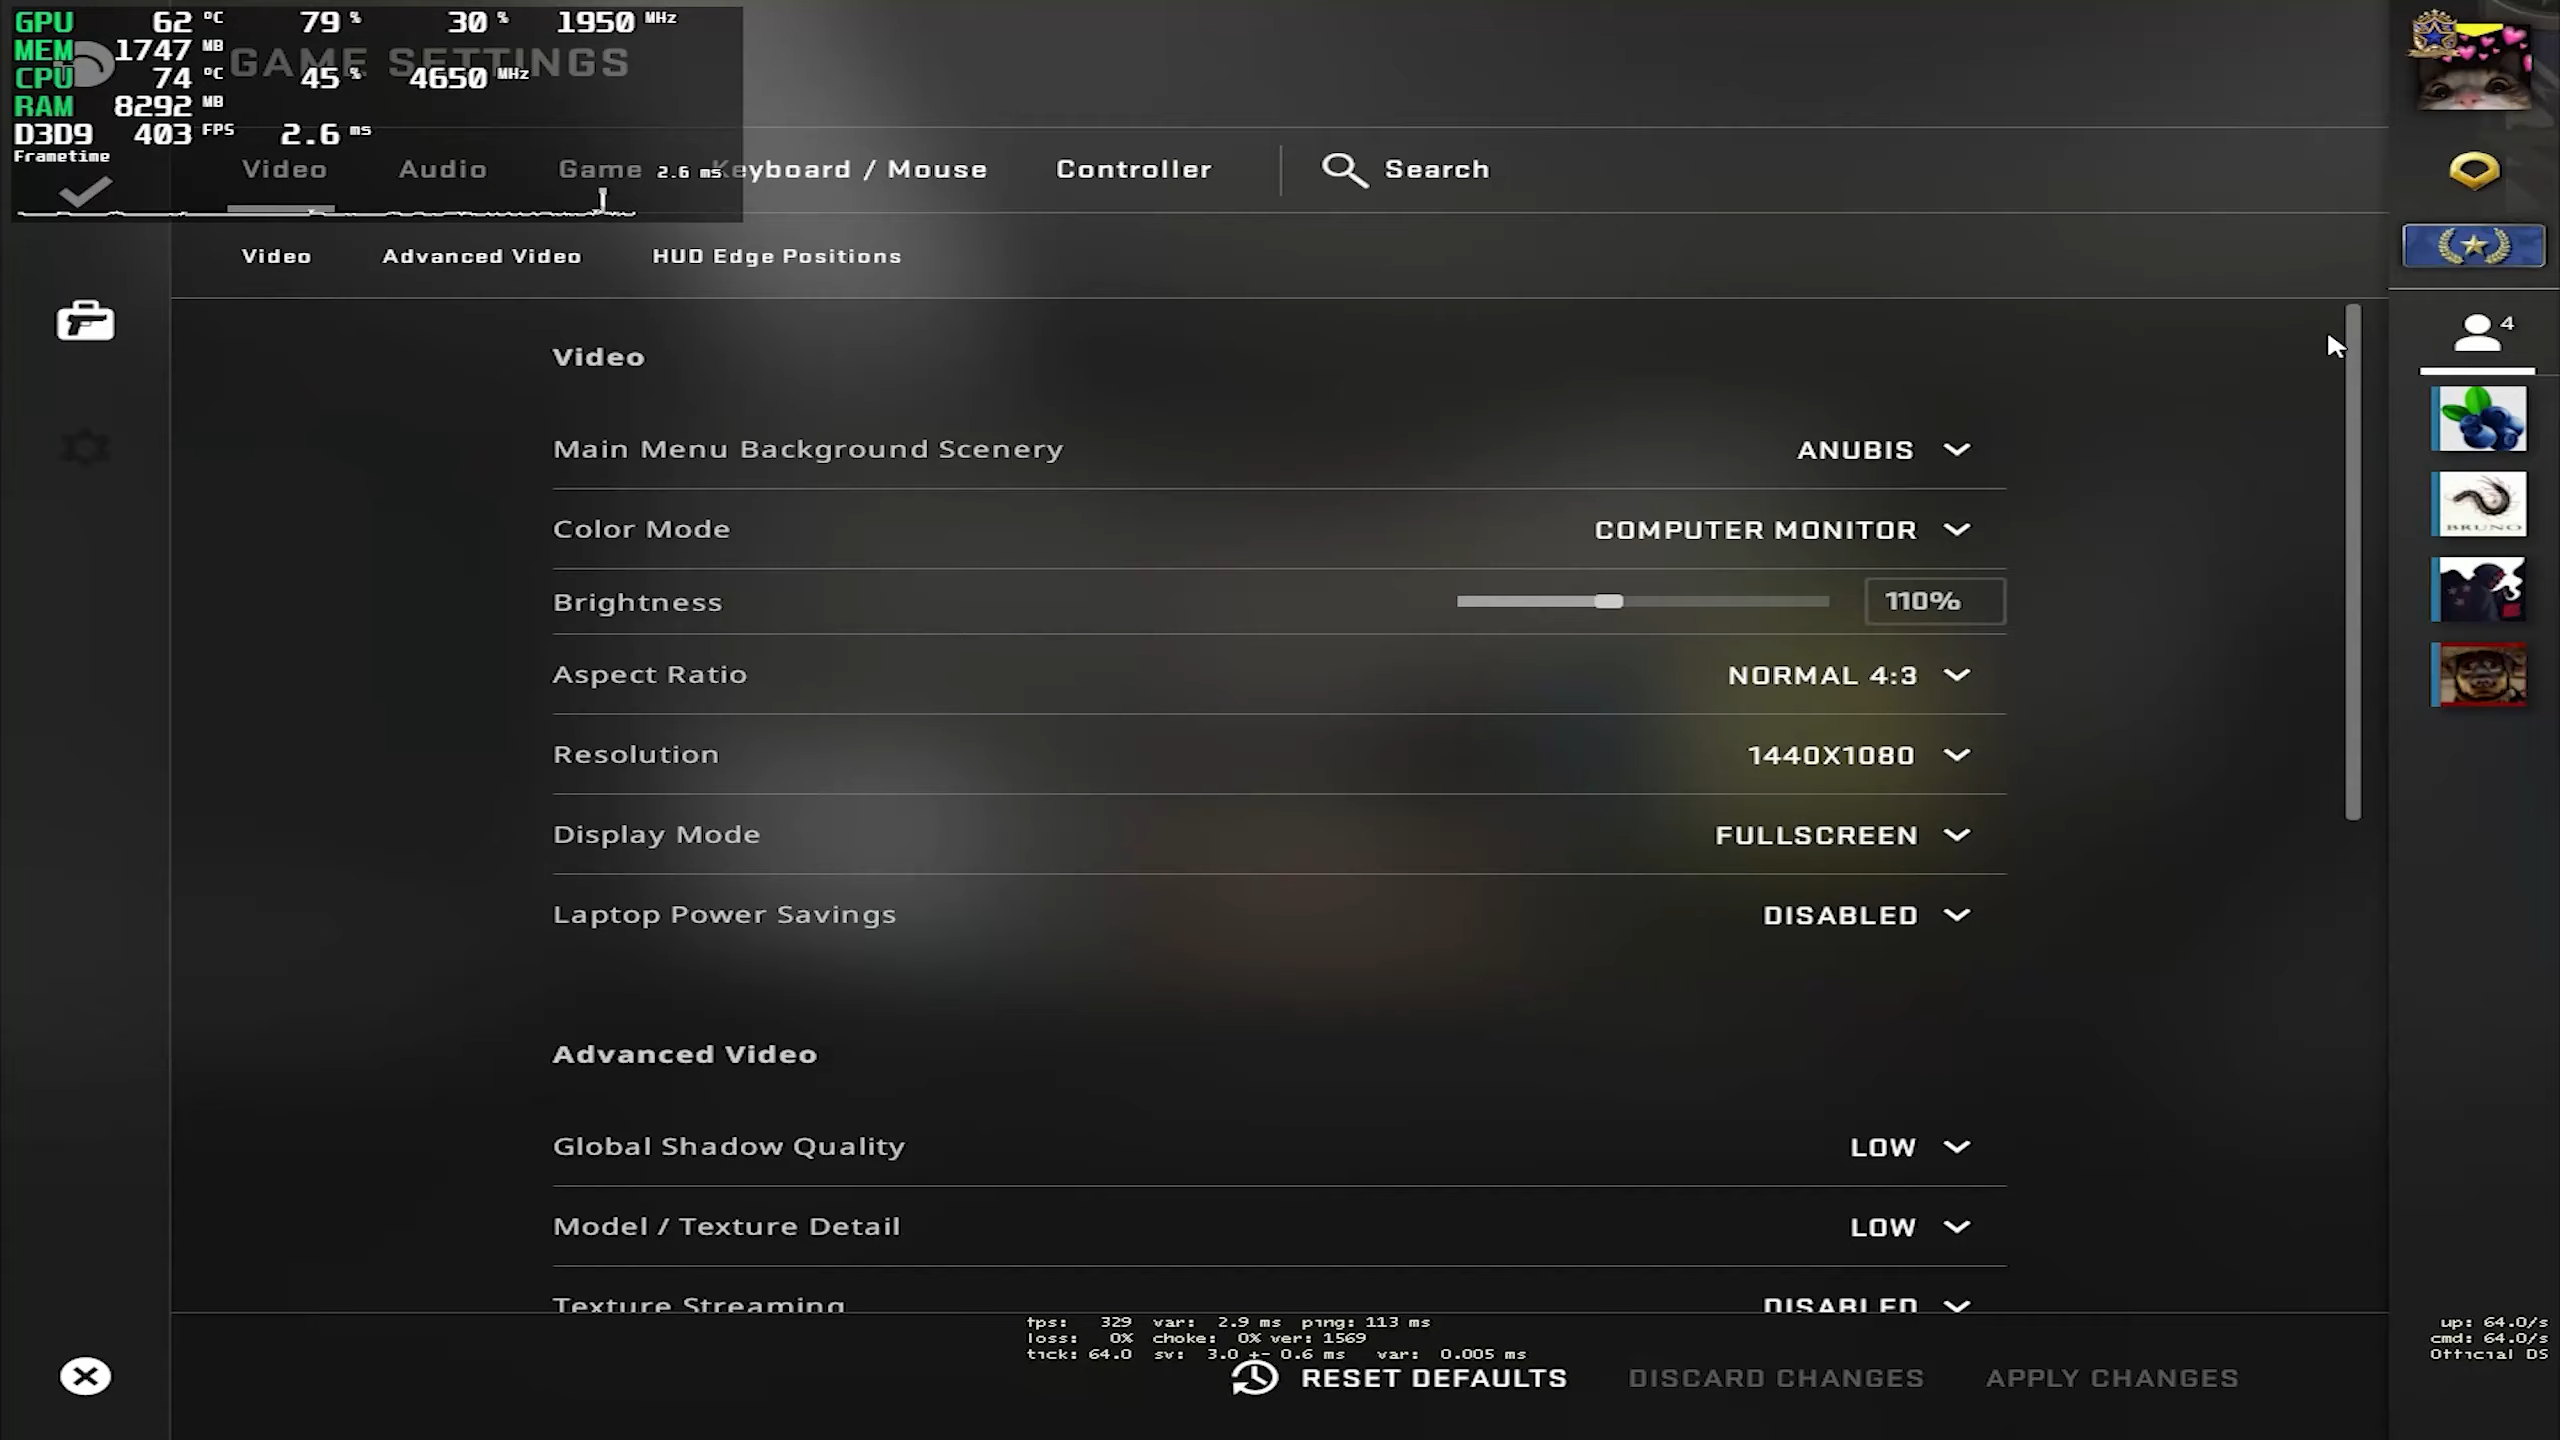 GPU 62 °C 79 % 30 % 1950 MHz
MEM 1747 MB
GAME SETTINGS
CPU 74 °C 45 % 4650 MHz
RAM 8292 MB
D3D9 403 FPS 2.6 ms
Frametime
Video Audio Game 2.6 ms Keyboard / Mouse Controller Search
Video Advanced Video HUD Edge Positions
4
Video
Main Menu Background Scenery ANUBIS
Color Mode COMPUTER MONITOR
BRUNO
Brightness 110%
Aspect Ratio NORMAL 4:3
Resolution 1440X1080
Display Mode FULLSCREEN
Laptop Power Savings DISABLED
Advanced Video
Global Shadow Quality LOW
Model / Texture Detail LOW
Texture Streaming DISABLED
fps: 329 var: 2.9 ms ping: 113 ms
loss: 0% choke: 0% ver: 1569
tick: 64.0 sv: 3.0 +- 0.6 ms var: 0.005 ms
up: 64.0/s
cmd: 64.0/s
Official DS
RESET DEFAULTS DISCARD CHANGES APPLY CHANGES